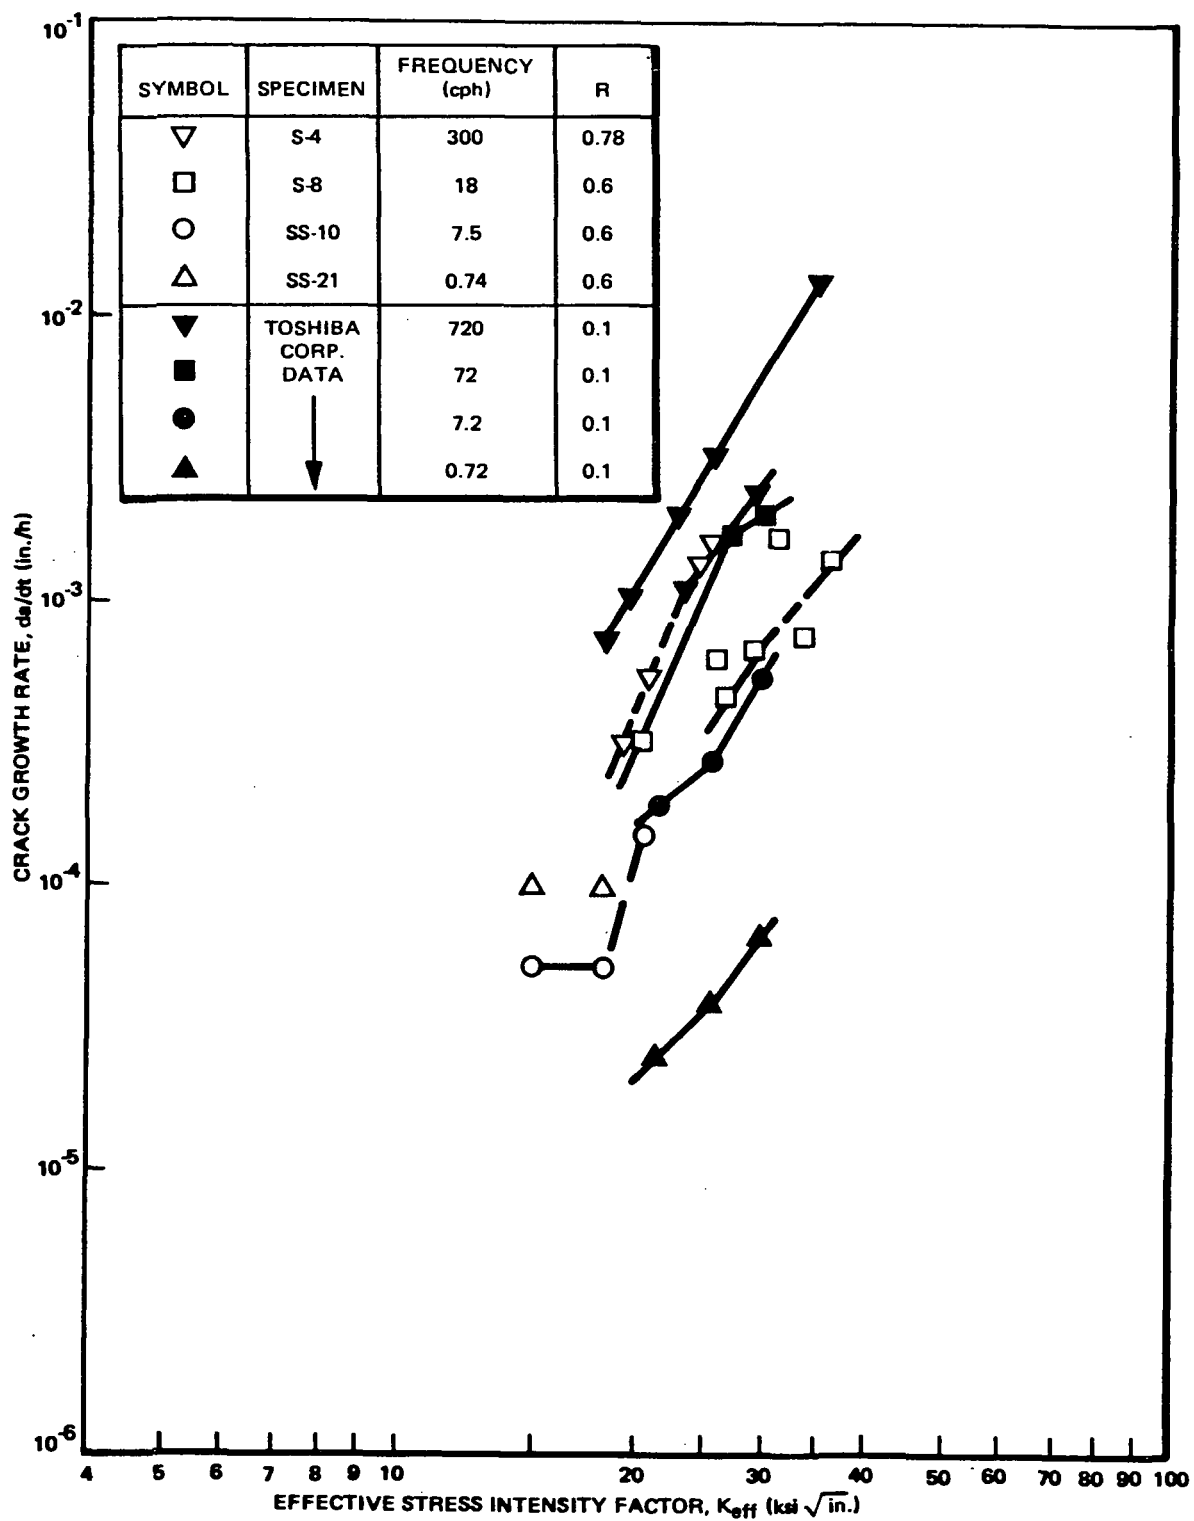 10-1
SYMBOL SPECIMEN FREQUENCY (cph) R
S-4 300 0.78
S-8 18 0.6
SS-10 7.5 0.6
SS-21 0.74 0.6
TOSHIBA CORP. DATA 720 0.1
72 0.1
7.2 0.1
0.72 0.1
10-2
10-3
10-4
10-5
10-6
CRACK GROWTH RATE, da/dt (in./h)
4 5 6 7 8 9 10 20 30 40 50 60 70 80 90 100
EFFECTIVE STRESS INTENSITY FACTOR, Keff (ksi √in.)